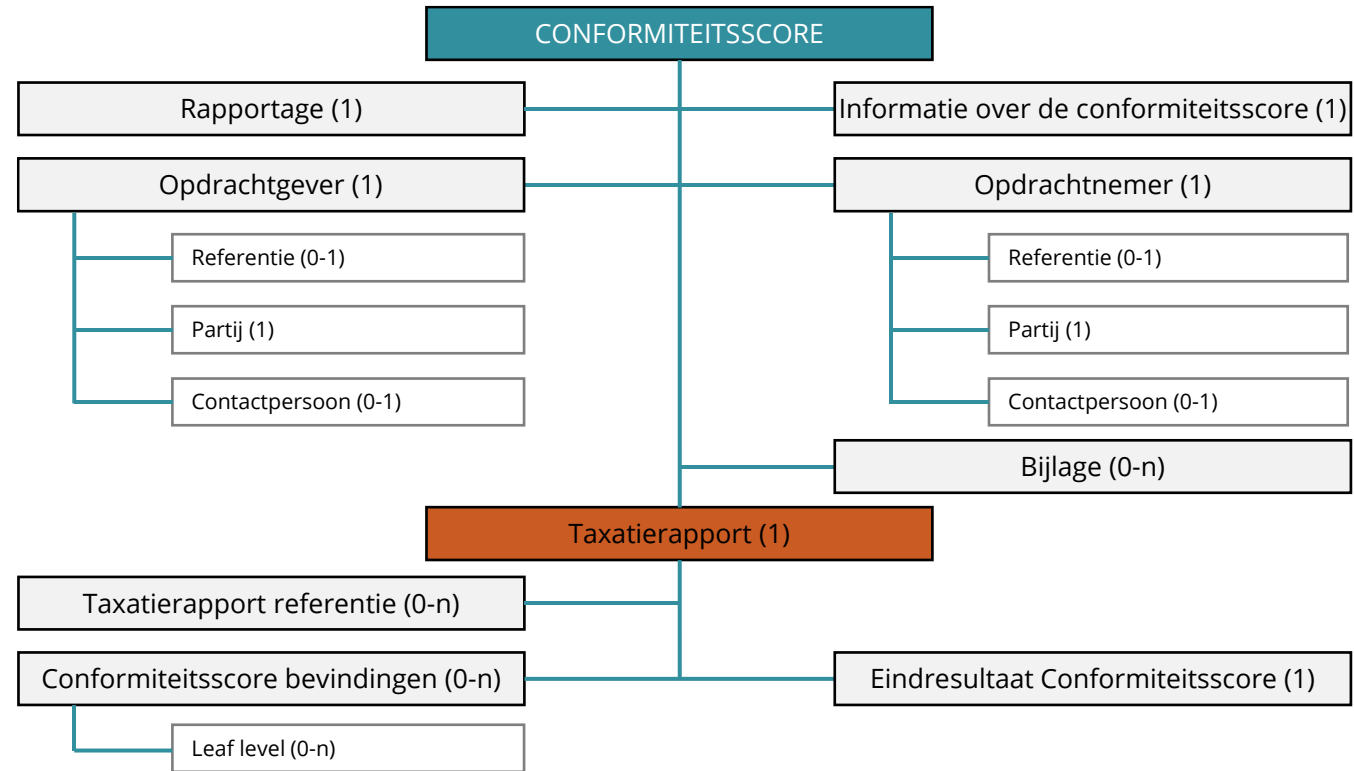 CONFORMITEITSSCORE
Rapportage (1)
Informatie over de conformiteitsscore (1)
Opdrachtgever (1)
Opdrachtnemer (1)
Referentie (0-1)
Referentie (0-1)
Partij (1)
Partij (1)
Contactpersoon (0-1)
Contactpersoon (0-1)
Bijlage (0-n)
Taxatierapport (1)
Taxatierapport referentie (0-n)
Conformiteitsscore bevindingen (0-n)
Eindresultaat Conformiteitsscore (1)
Leaf level (0-n)